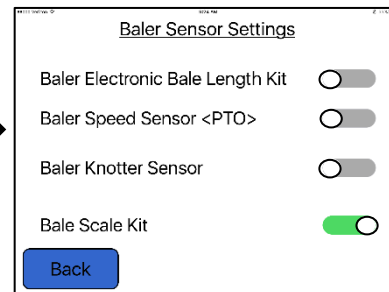 Baler Sensor Settings
Baler Electronic Bale Length Kit
Baler Speed Sensor <PTO>
Baler Knotter Sensor
Bale Scale Kit
Back